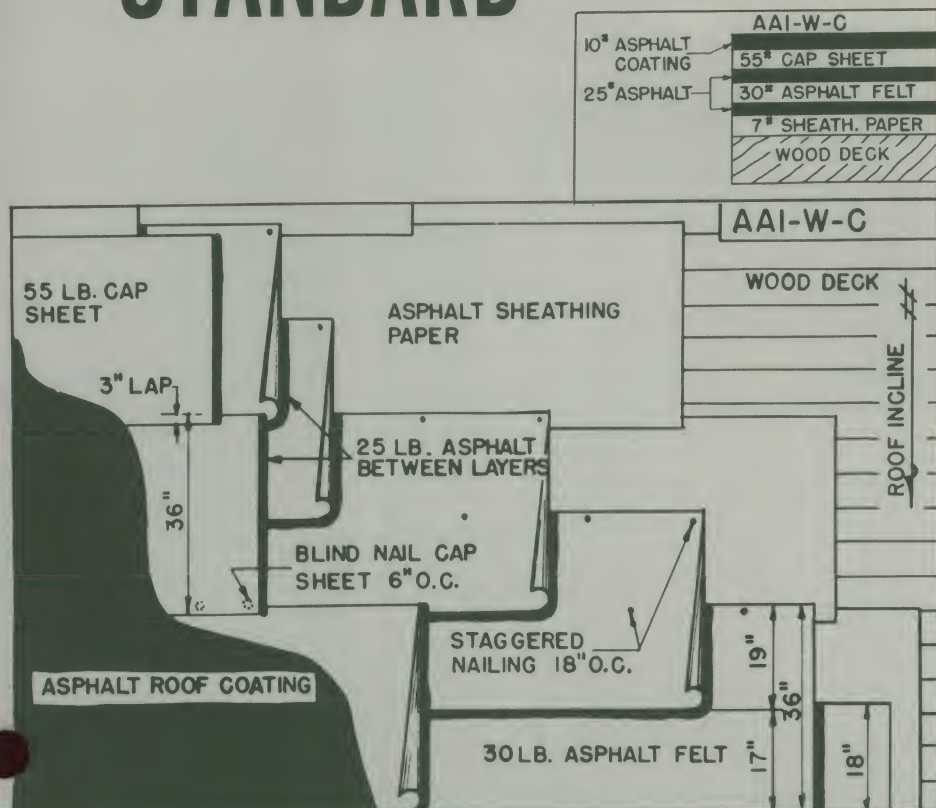 STANDARD
AAI-W-C
10# ASPHALT
COATING
55# CAP SHEET
25# ASPHALT
30# ASPHALT FELT
7# SHEATH. PAPER
WOOD DECK
AAI-W-C
WOOD DECK
55 LB. CAP
SHEET
ASPHALT SHEATHING
PAPER
ROOF INCLINE
3" LAP
25 LB. ASPHALT
BETWEEN LAYERS
36"
BLIND NAIL CAP
SHEET 6" O.C.
STAGGERED
NAILING 18" O.C.
19"
36"
ASPHALT ROOF COATING
30 LB. ASPHALT FELT
17"
18"